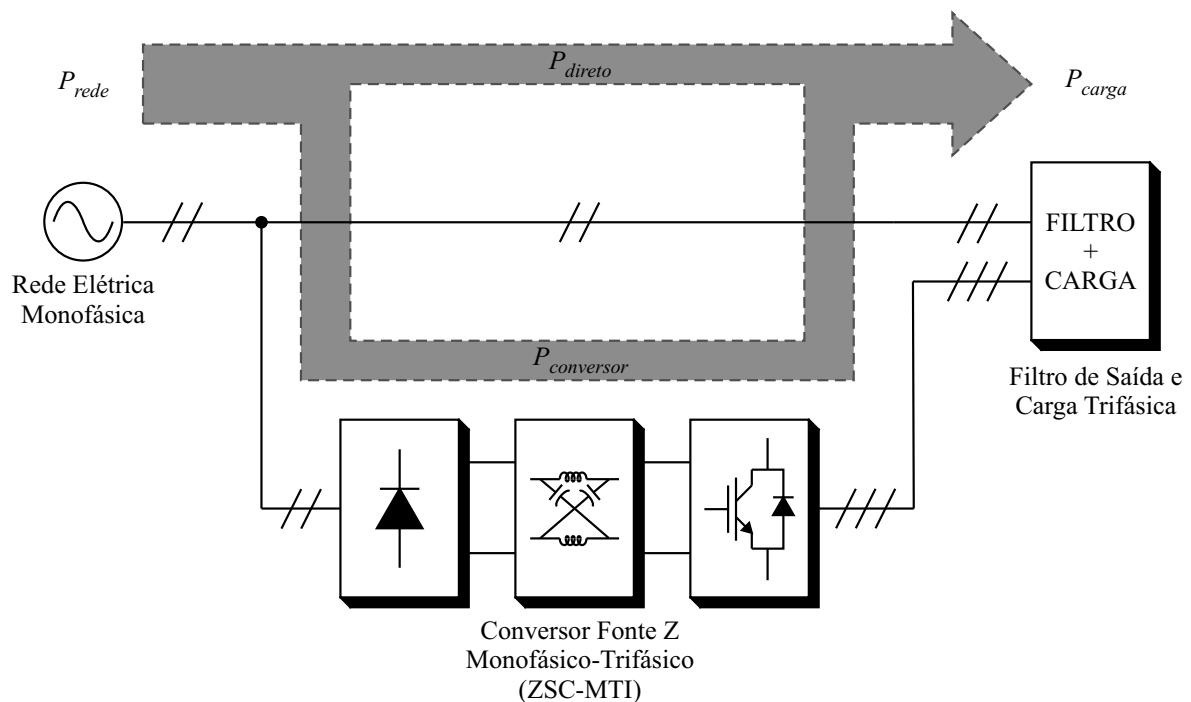 P_direto
P_rede
P_carga
FILTRO
+
CARGA
Rede Elétrica
Monofásica
P_conversor
Filtro de Saída e
Carga Trifásica
Conversor Fonte Z
Monofásico-Trifásico
(ZSC-MTI)